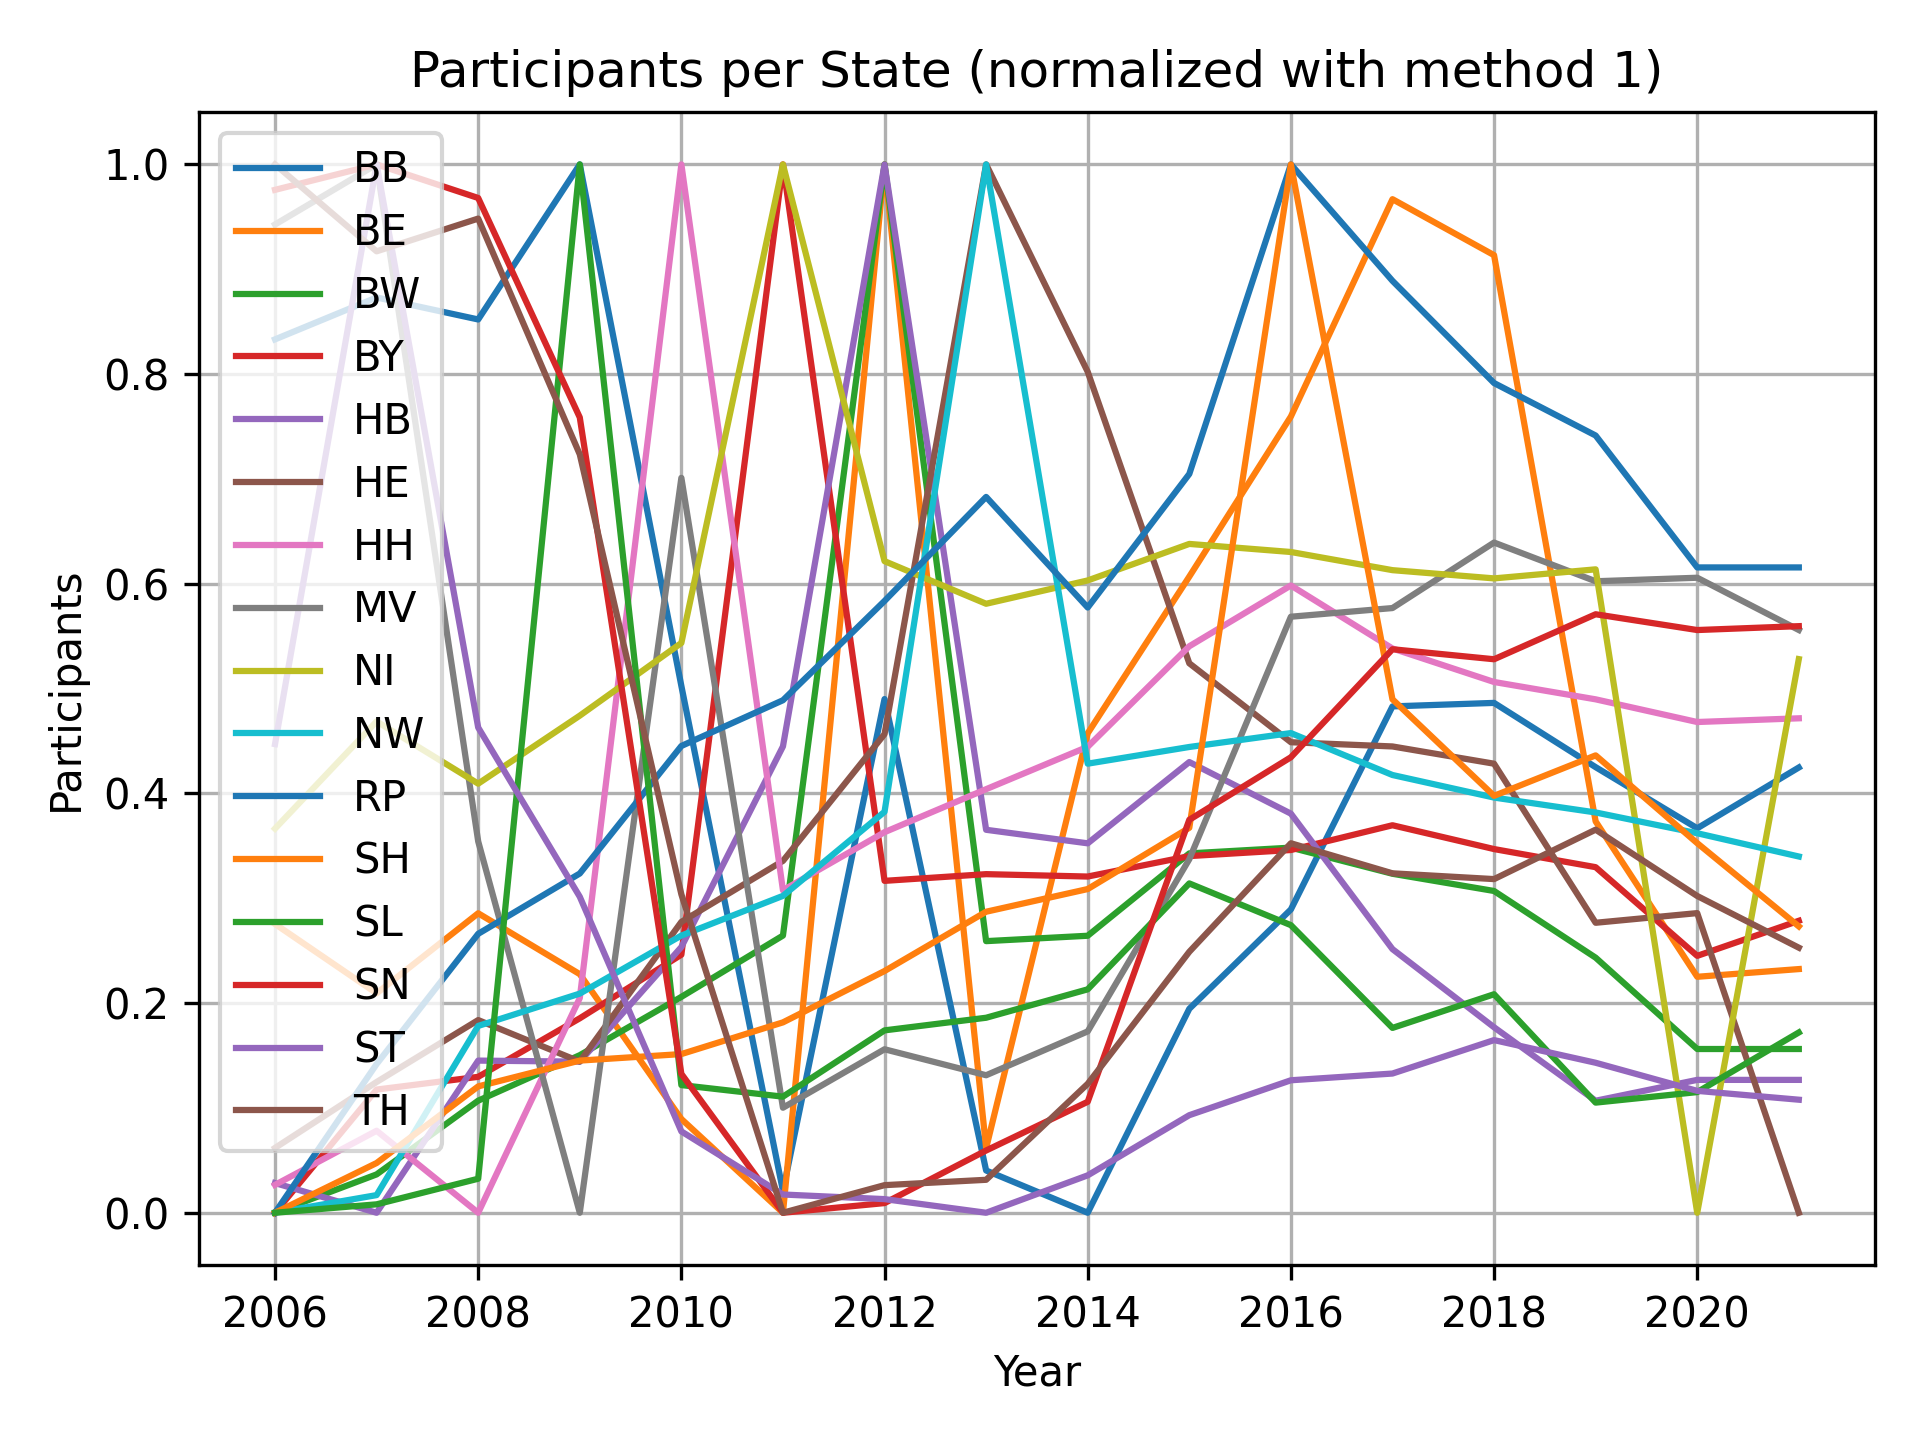 Participants per State (normalized with method 1)
1.0
0.8
0.6
0.4
0.2
0.0
Participants
BB
BE
BW
BY
HB
HE
HH
MV
NI
NW
RP
SH
SL
SN
ST
TH
2006 2008 2010 2012 2014 2016 2018 2020
Year